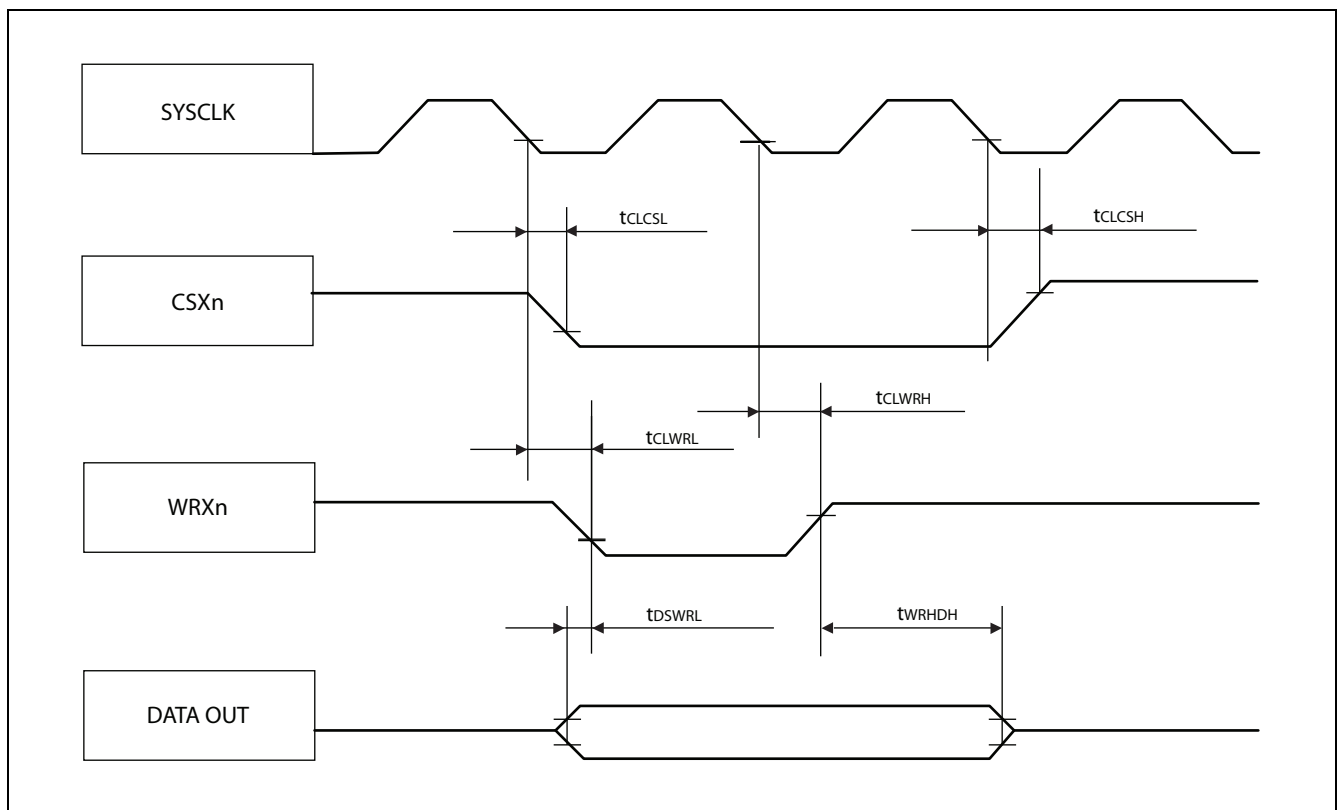 SYSCLK
tCLCSL
tCLCSH
CSXn
tCLWRH
tCLWRL
WRXn
tDSWRL
tWRHDH
DATA OUT